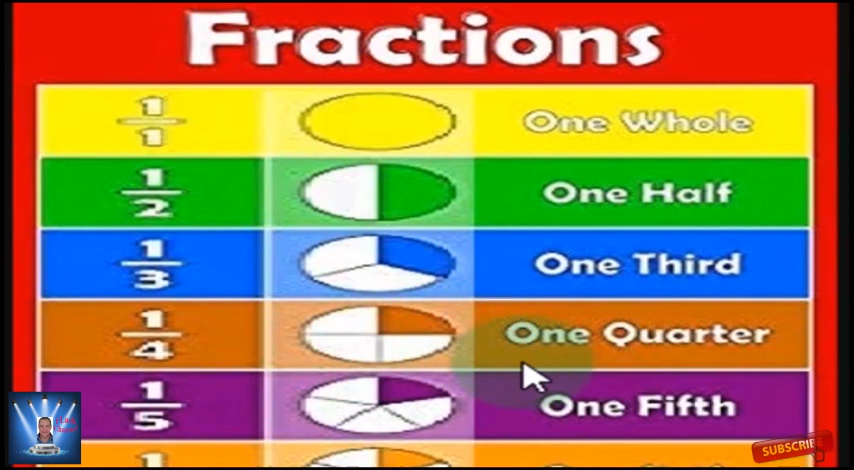 Fractions
1/1 One Whole
1/2 One Half
1/3 One Third
1/4 One Quarter
1/5 One Fifth
1
SUBSCRIBE